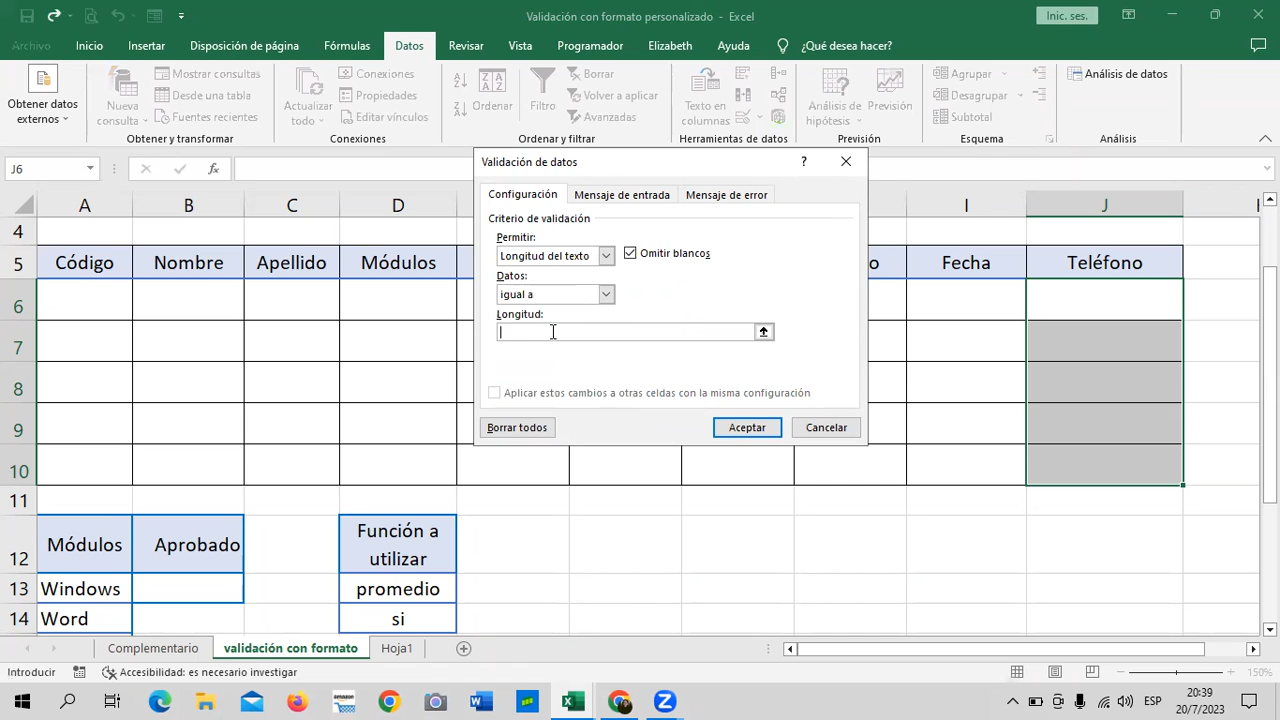 Validación con formato personalizado - Excel
Inic. ses.
Archivo Inicio Insertar Disposición de página Fórmulas Datos Revisar Vista Programador Elizabeth Ayuda ¿Qué desea hacer?
Obtener datos externos
Nueva consulta
Mostrar consultas
Desde una tabla
Fuentes recientes
Obtener y transformar
Actualizar todo
Conexiones
Propiedades
Editar vínculos
Conexiones
Ordenar
Filtro
Borrar
Volver a aplicar
Avanzadas
Ordenar y filtrar
Texto en columnas
Herramientas de datos
Análisis de hipótesis
Previsión
Previsión
Agrupar
Desagrupar
Subtotal
Esquema
Análisis de datos
Análisis
J6
fx
Validación de datos
?
Configuración Mensaje de entrada Mensaje de error
Criterio de validación
Permitir:
Longitud del texto
Omitir blancos
Datos:
igual a
Longitud:
Aplicar estos cambios a otras celdas con la misma configuración
Borrar todos Aceptar Cancelar
A B C D I J
4
5 Código Nombre Apellido Módulos o Fecha Teléfono
6
7
8
9
10
11
12 Módulos Aprobado Función a utilizar
13 Windows promedio
14 Word si
Complementario validación con formato Hoja1
Introducir Accesibilidad: es necesario investigar 150%
ESP
20:39
20/7/2023